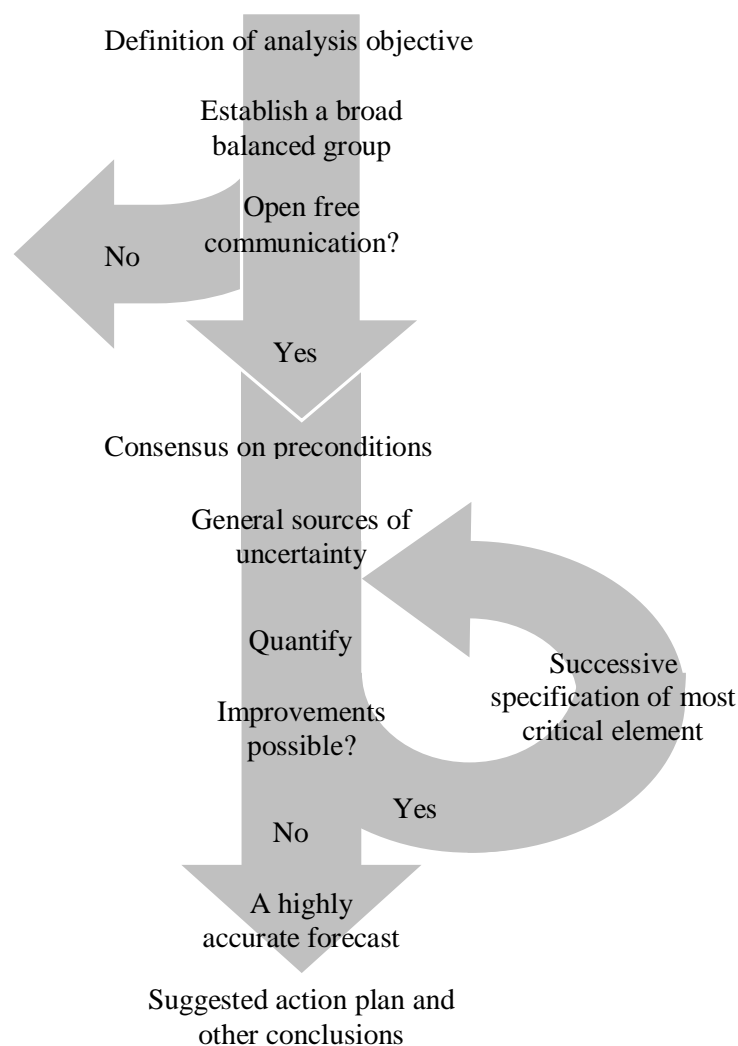 Definition of analysis objective
Establish a broad
balanced group
Open free
communication?
No
Yes
Consensus on preconditions
General sources of
uncertainty
Quantify
Successive
specification of most
critical element
Improvements
possible?
Yes
No
A highly
accurate forecast
Suggested action plan and
other conclusions